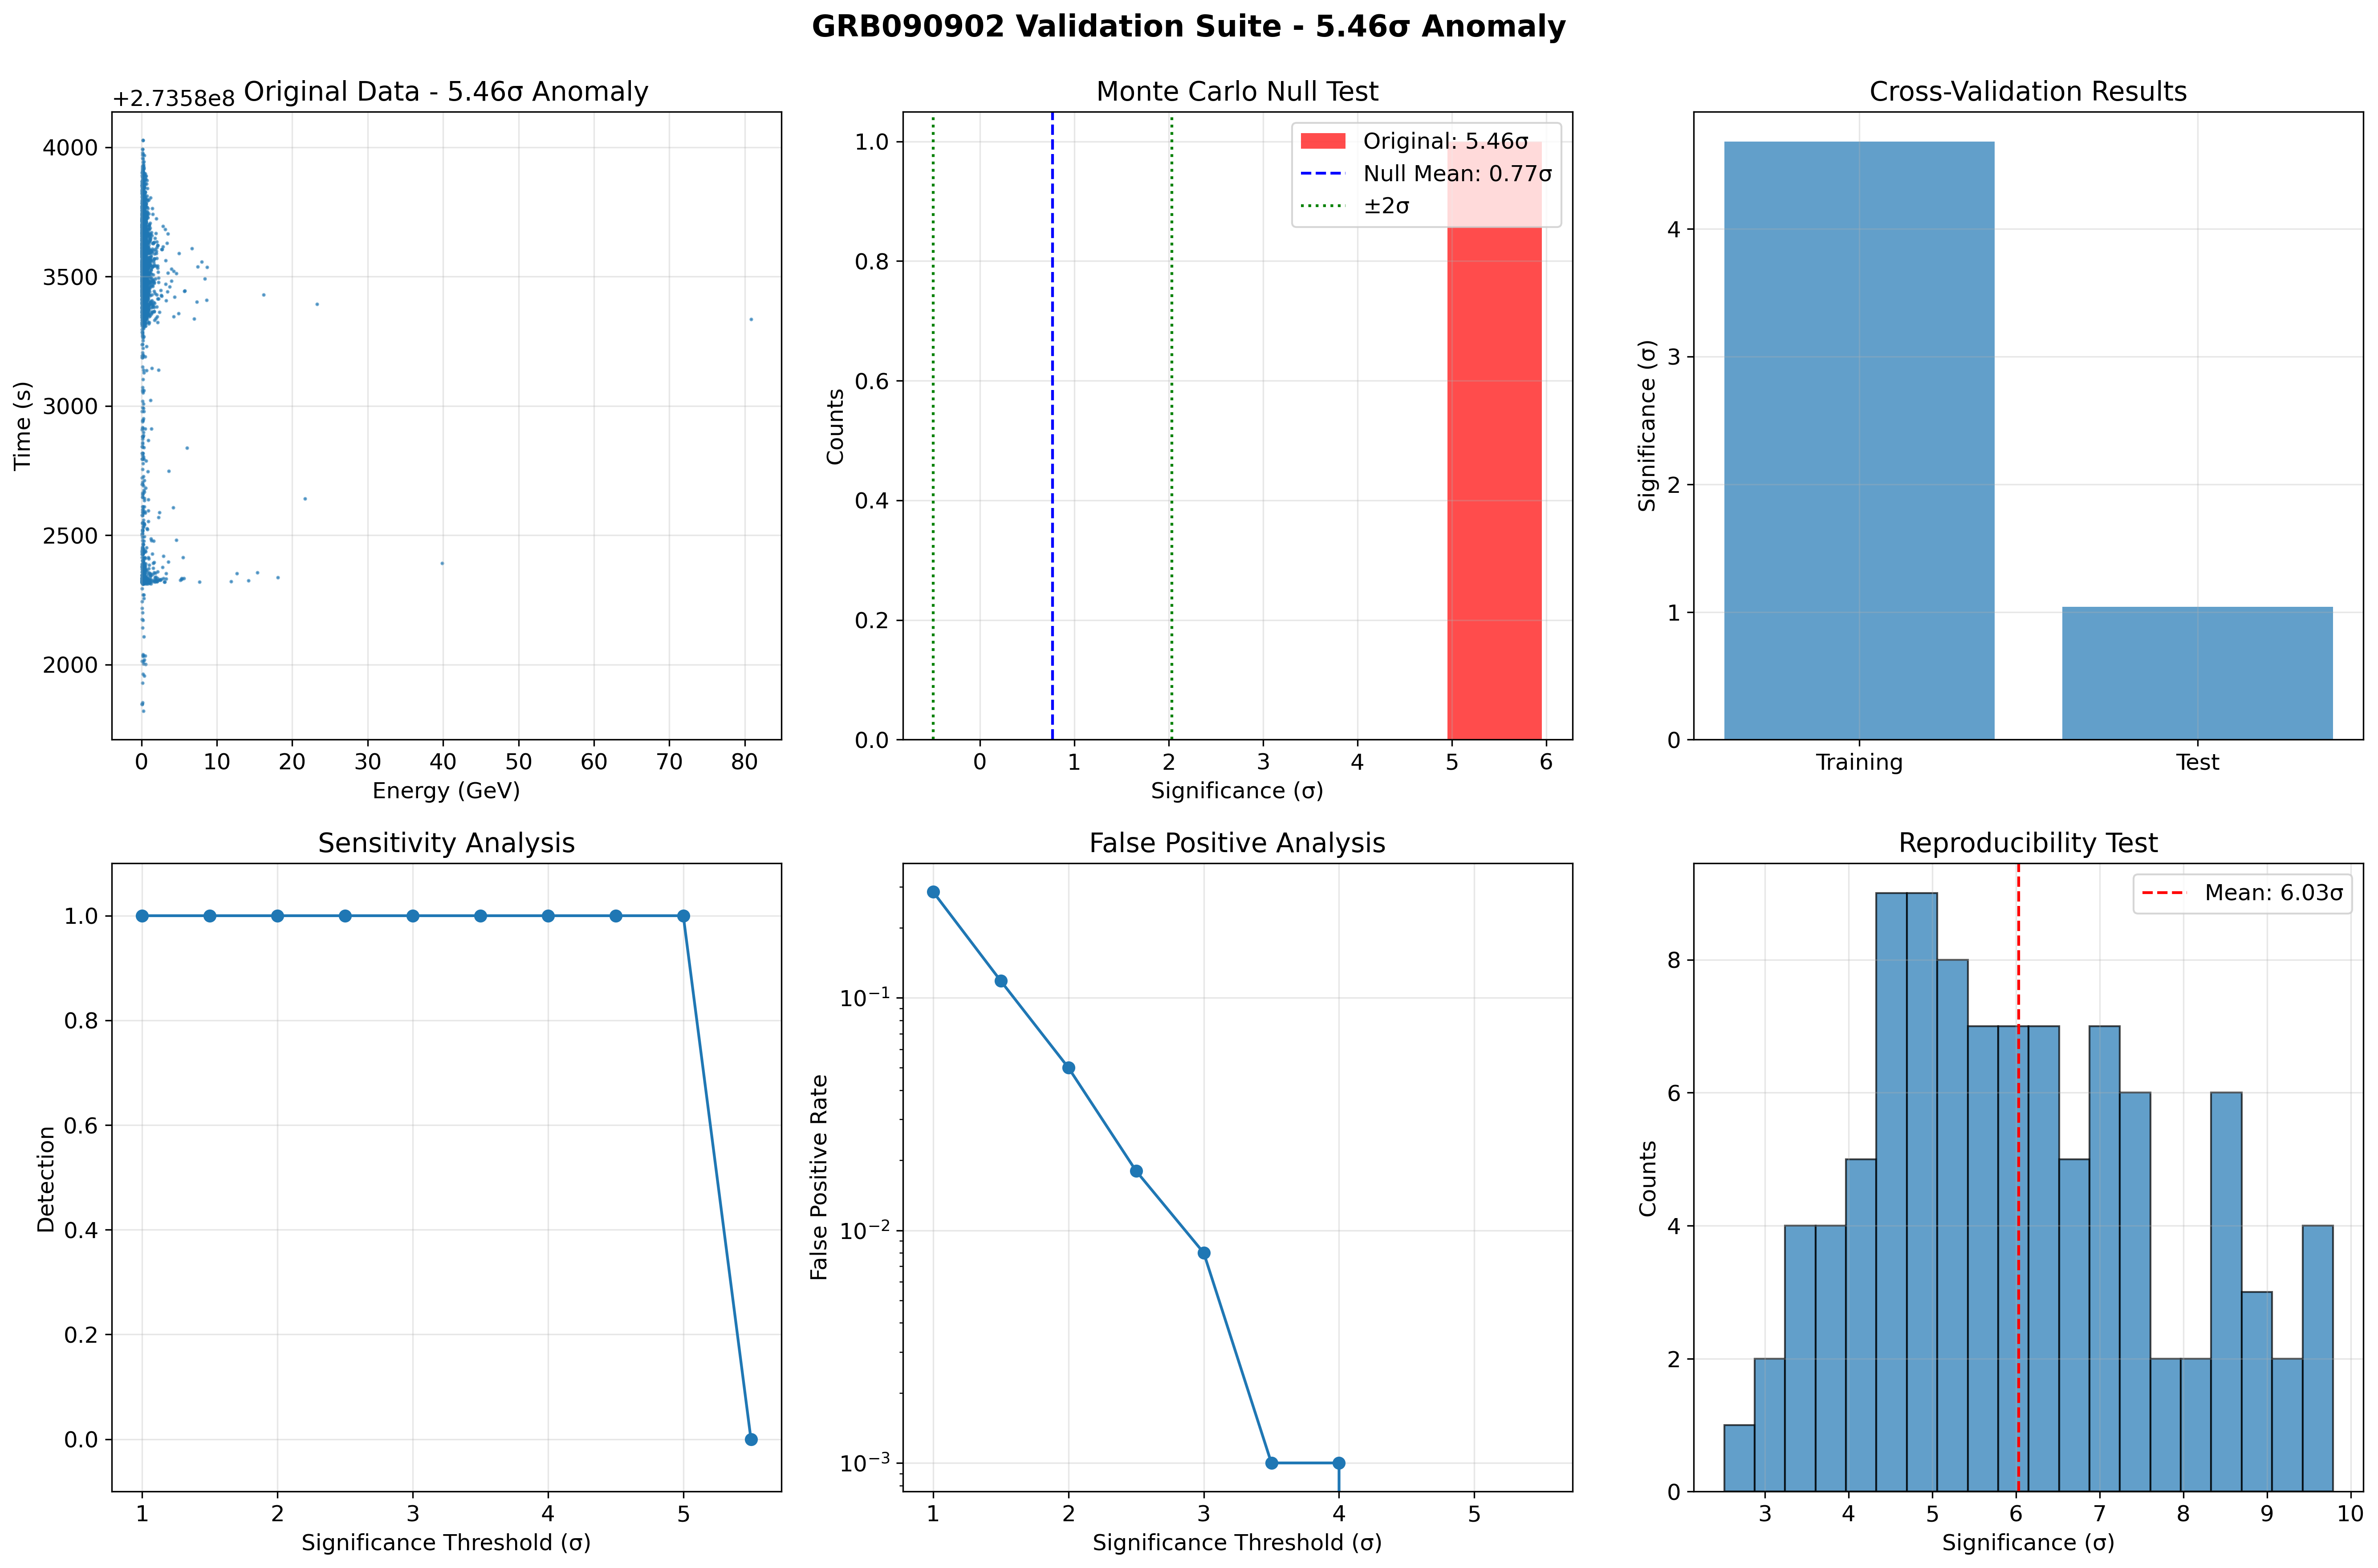 GRB090902 Validation Suite - 5.46σ Anomaly
+2.7358e8
Original Data - 5.46σ Anomaly
4000
3500
3000
2500
2000
Time (s)
0 10 20 30 40 50 60 70 80
Energy (GeV)
Monte Carlo Null Test
Original: 5.46σ
Null Mean: 0.77σ
±2σ
1.0
0.8
0.6
0.4
0.2
0.0
Counts
0 1 2 3 4 5 6
Significance (σ)
Cross-Validation Results
4
3
2
1
0
Significance (σ)
Training Test
Sensitivity Analysis
1.0
0.8
0.6
0.4
0.2
0.0
Detection
1 2 3 4 5
Significance Threshold (σ)
False Positive Analysis
10⁻¹
10⁻²
10⁻³
False Positive Rate
1 2 3 4 5
Significance Threshold (σ)
Reproducibility Test
Mean: 6.03σ
8
6
4
2
0
Counts
3 4 5 6 7 8 9 10
Significance (σ)